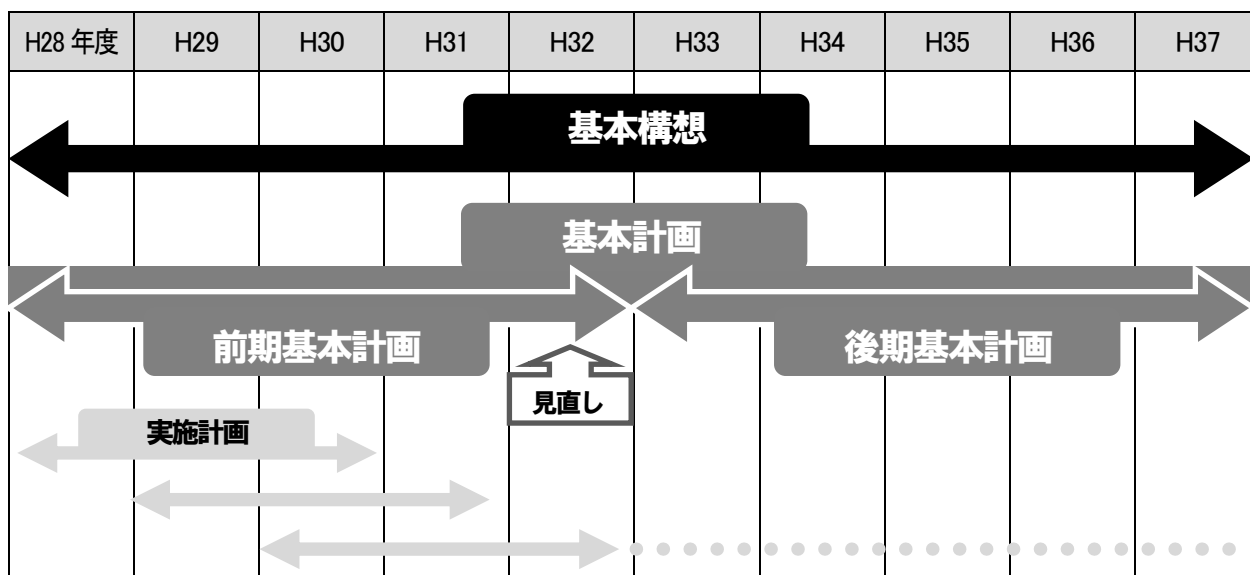 H28 年度 H29 H30 H31 H32 H33 H34 H35 H36 H37
基本構想
基本計画
前期基本計画 後期基本計画
見直し
実施計画